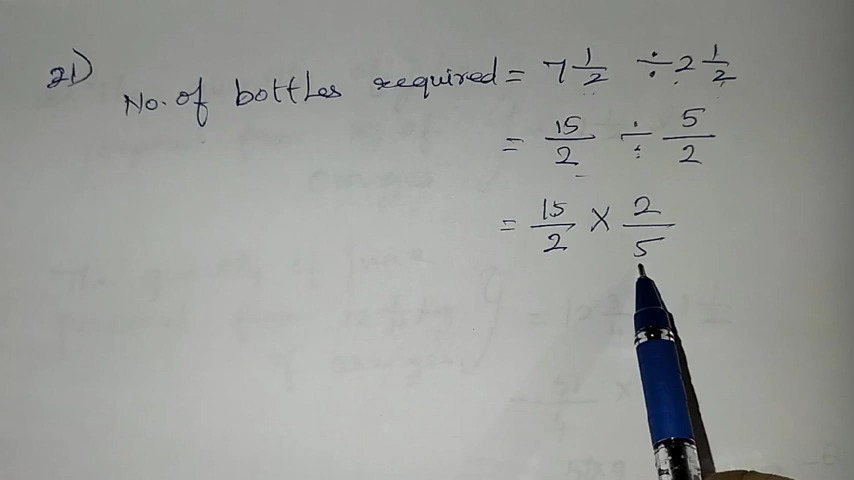 21) No. of bottles required = 7 1/2 ÷ 2 1/2
= 15/2 ÷ 5/2
= 15/2 × 2/5